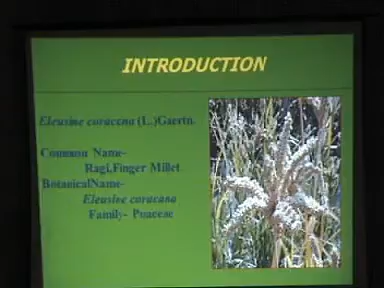 INTRODUCTION
Eleusine coracana (L.)Gaertn.
Common Name-
Ragi,Finger Millet
BotanicalName-
Eleusine coracana
Family- Poaceae